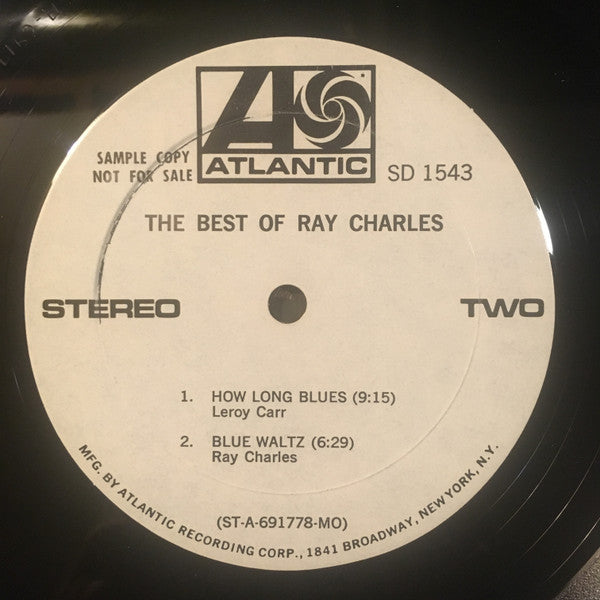 SAMPLE COPY
NOT FOR SALE
ATLANTIC
SD 1543
THE BEST OF RAY CHARLES
STEREO
TWO
1. HOW LONG BLUES (9:15)
Leroy Carr
2. BLUE WALTZ (6:29)
Ray Charles
(ST-A-691778-MO)
MFG. BY ATLANTIC RECORDING CORP., 1841 BROADWAY, NEW YORK, N.Y.